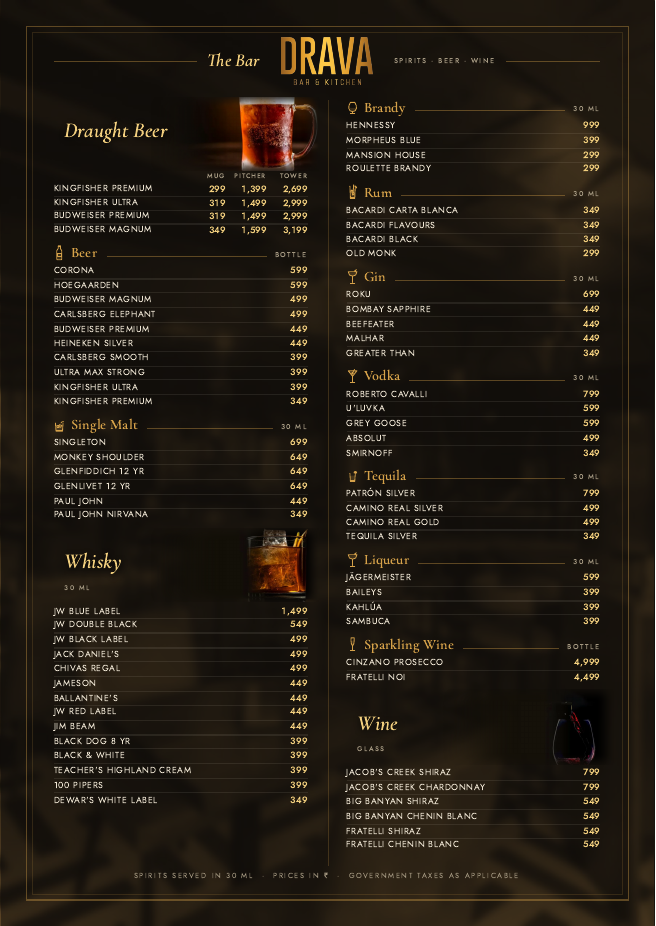 The Bar
DRAVA
BAR & KITCHEN
SPIRITS · BEER · WINE
Draught Beer
MUG PITCHER TOWER
KINGFISHER PREMIUM 299 1,399 2,699
KINGFISHER ULTRA 319 1,499 2,999
BUDWEISER PREMIUM 319 1,499 2,999
BUDWEISER MAGNUM 349 1,599 3,199
Beer BOTTLE
CORONA 599
HOEGAARDEN 599
BUDWEISER MAGNUM 499
CARLSBERG ELEPHANT 499
BUDWEISER PREMIUM 449
HEINEKEN SILVER 449
CARLSBERG SMOOTH 399
ULTRA MAX STRONG 399
KINGFISHER ULTRA 399
KINGFISHER PREMIUM 349
Single Malt 30 ML
SINGLETON 699
MONKEY SHOULDER 649
GLENFIDDICH 12 YR 649
GLENLIVET 12 YR 649
PAUL JOHN 449
PAUL JOHN NIRVANA 349
Whisky
30 ML
JW BLUE LABEL 1,499
JW DOUBLE BLACK 549
JW BLACK LABEL 499
JACK DANIEL'S 499
CHIVAS REGAL 499
JAMESON 449
BALLANTINE'S 449
JW RED LABEL 449
JIM BEAM 449
BLACK DOG 8 YR 399
BLACK & WHITE 399
TEACHER'S HIGHLAND CREAM 399
100 PIPERS 399
DEWAR'S WHITE LABEL 349
Brandy 30 ML
HENNESSY 999
MORPHEUS BLUE 399
MANSION HOUSE 299
ROULETTE BRANDY 299
Rum 30 ML
BACARDI CARTA BLANCA 349
BACARDI FLAVOURS 349
BACARDI BLACK 349
OLD MONK 299
Gin 30 ML
ROKU 699
BOMBAY SAPPHIRE 449
BEEFEATER 449
MALHAR 449
GREATER THAN 349
Vodka 30 ML
ROBERTO CAVALLI 799
U'LUVKA 599
GREY GOOSE 599
ABSOLUT 499
SMIRNOFF 349
Tequila 30 ML
PATRÓN SILVER 799
CAMINO REAL SILVER 499
CAMINO REAL GOLD 499
TEQUILA SILVER 349
Liqueur 30 ML
JÄGERMEISTER 599
BAILEYS 399
KAHLÚA 399
SAMBUCA 399
Sparkling Wine BOTTLE
CINZANO PROSECCO 4,999
FRATELLI NOI 4,499
Wine
GLASS
JACOB'S CREEK SHIRAZ 799
JACOB'S CREEK CHARDONNAY 799
BIG BANYAN SHIRAZ 549
BIG BANYAN CHENIN BLANC 549
FRATELLI SHIRAZ 549
FRATELLI CHENIN BLANC 549
SPIRITS SERVED IN 30 ML · PRICES IN ₹ · GOVERNMENT TAXES AS APPLICABLE